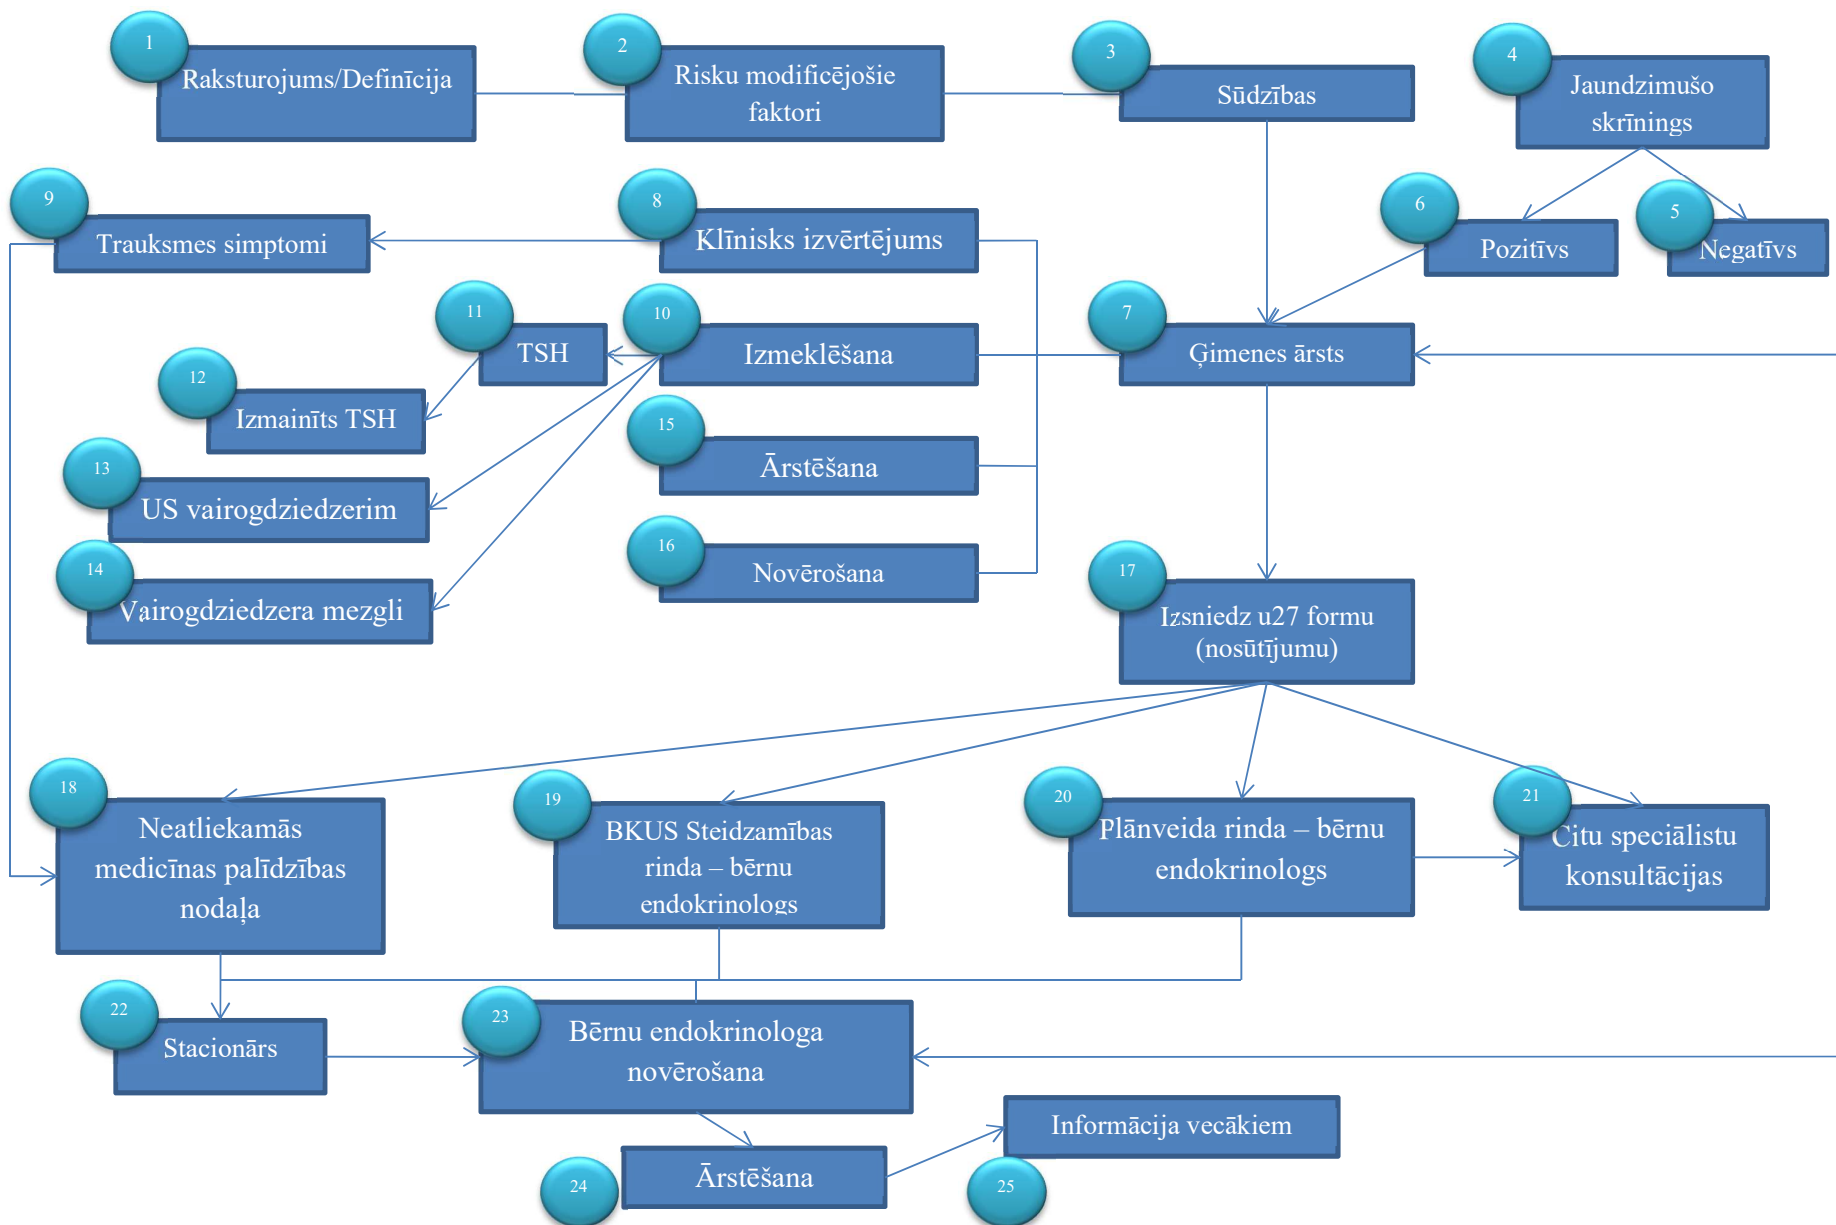 1
Raksturojums/Definīcija
2
Risku modificējošie
faktori
3
Sūdzības
4
Jaundzimušo
skrīnings
9
Trauksmes simptomi
8
Klīnisks izvērtējums
6
Pozitīvs
5
Negatīvs
11
TSH
10
Izmeklēšana
7
Ģimenes ārsts
12
Izmainīts TSH
15
Ārstēšana
13
US vairogdziedzerim
16
Novērošana
14
Vairogdziedzera mezgli
17
Izsniedz u27 formu
(nosūtījumu)
18
Neatliekamās
medicīnas palīdzības
nodaļa
19
BKUS Steidzamības
rinda – bērnu
endokrinologs
20
Plānveida rinda – bērnu
endokrinologs
21
Citu speciālistu
konsultācijas
22
Stacionārs
23
Bērnu endokrinologa
novērošana
24
Ārstēšana
25
Informācija vecākiem